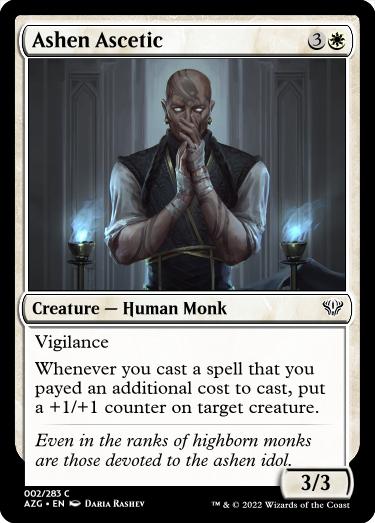 Ashen Ascetic 3
Creature — Human Monk
Vigilance
Whenever you cast a spell that you
payed an additional cost to cast, put
a +1/+1 counter on target creature.
Even in the ranks of highborn monks
are those devoted to the ashen idol.
3/3
002/283 C
AZG • EN Daria Rashev
™ & © 2022 Wizards of the Coast